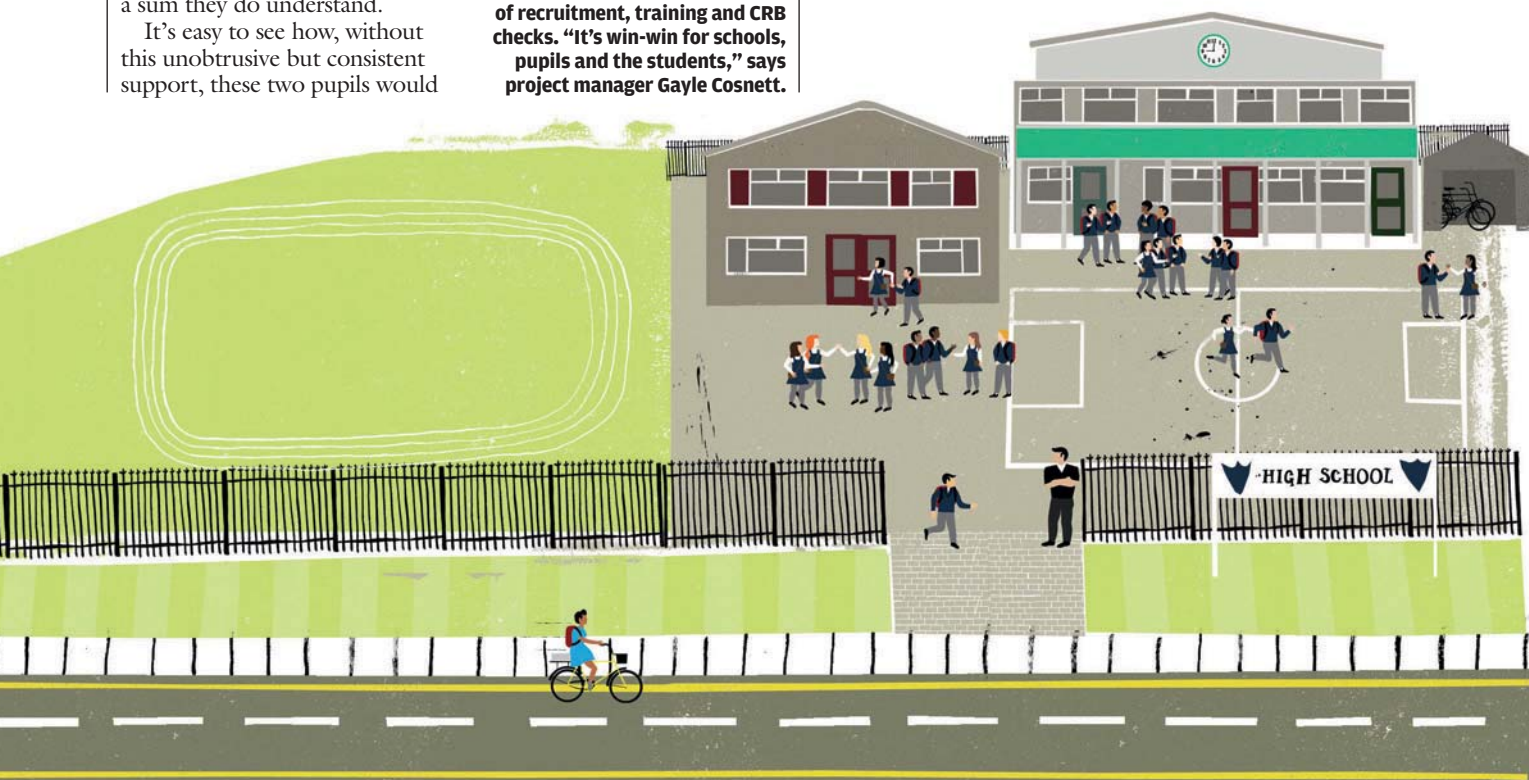 a sum they do understand.
It’s easy to see how, without
this unobtrusive but consistent
support, these two pupils would
of recruitment, training and CRB
checks. “It’s win-win for schools,
pupils and the students,” says
project manager Gayle Cosnett.
HIGH SCHOOL